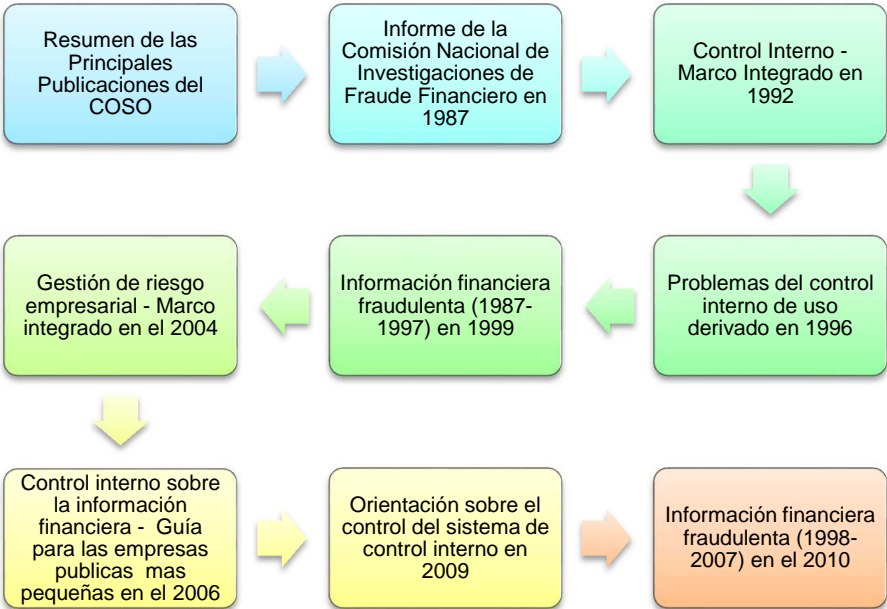 Resumen de las
Principales
Publicaciones del
COSO
Informe de la
Comisión Nacional de
Investigaciones de
Fraude Financiero en
1987
Control Interno -
Marco Integrado en
1992
Problemas del control
interno de uso
derivado en 1996
Información financiera
fraudulenta (1987-
1997) en 1999
Gestión de riesgo
empresarial - Marco
integrado en el 2004
Control interno sobre
la información
financiera - Guía
para las empresas
publicas mas
pequeñas en el 2006
Orientación sobre el
control del sistema de
control interno en
2009
Información financiera
fraudulenta (1998-
2007) en el 2010